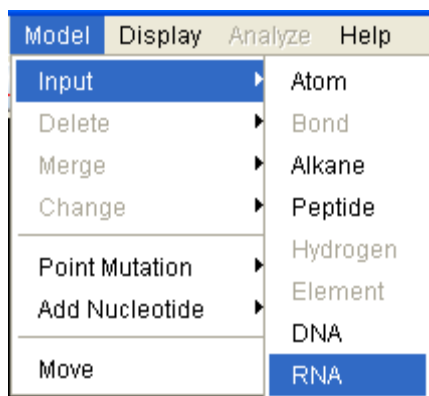 Model Display Analyze Help
Input
Delete
Merge
Change
Point Mutation
Add Nucleotide
Move
Atom
Bond
Alkane
Peptide
Hydrogen
Element
DNA
RNA